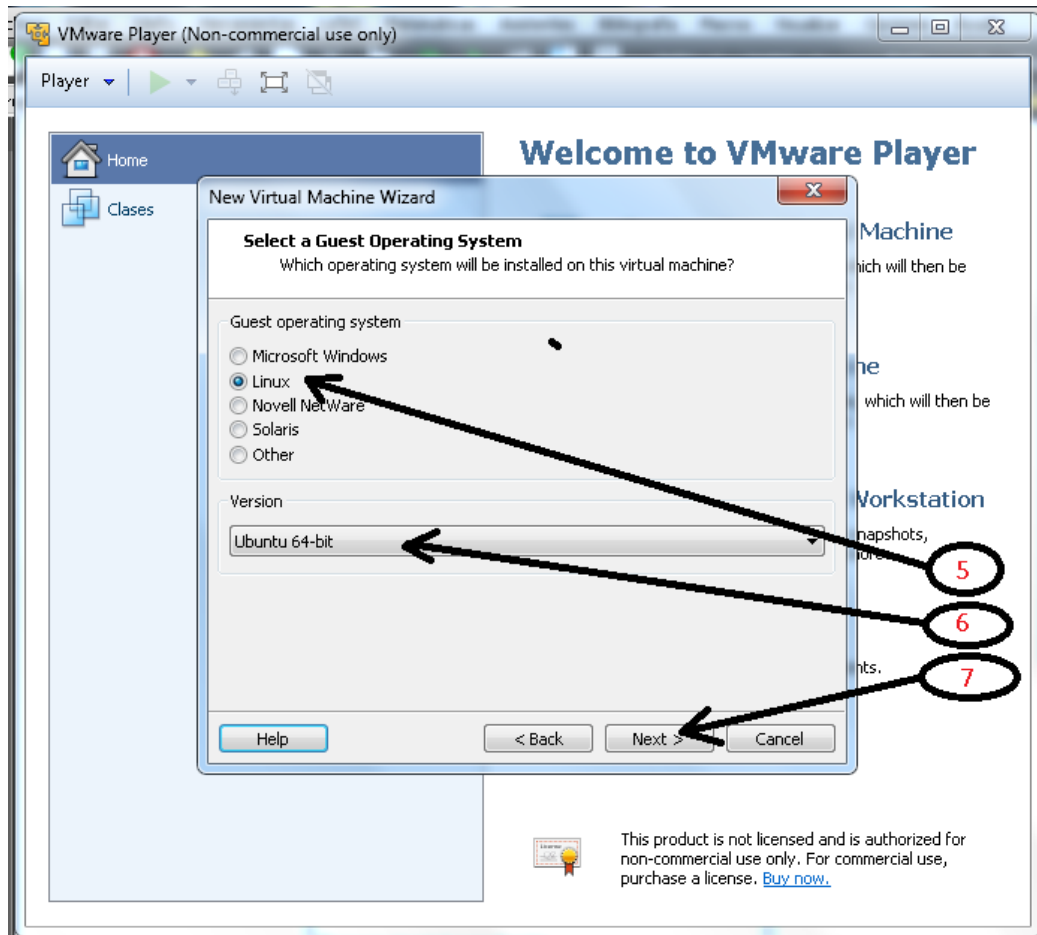 VMware Player (Non-commercial use only)
Player
Home
Clases
Welcome to VMware Player
Machine
which will then be
ne
which will then be
Workstation
napshots,
nts.
New Virtual Machine Wizard
Select a Guest Operating System
Which operating system will be installed on this virtual machine?
Guest operating system
Microsoft Windows
Linux
Novell NetWare
Solaris
Other
Version
Ubuntu 64-bit
5
6
7
Help
< Back
Next >
Cancel
This product is not licensed and is authorized for
non-commercial use only. For commercial use,
purchase a license. Buy now.